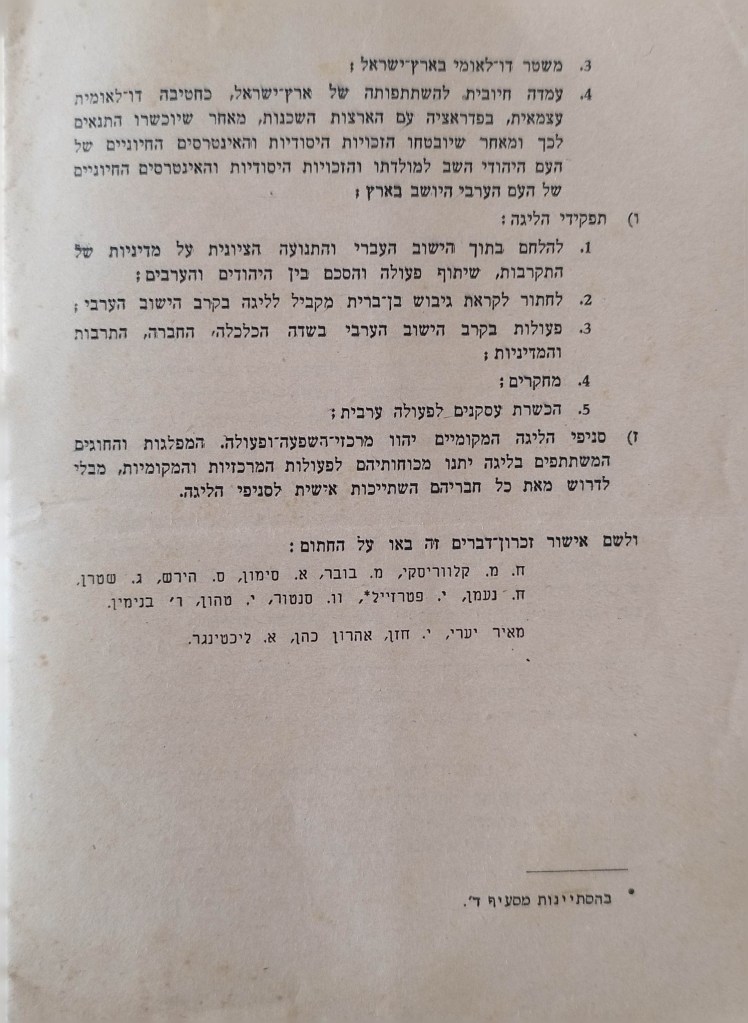 3. משטר דו־לאומי בארץ־ישראל;
4. עמדה חיובית להשתתפותה של ארץ־ישראל, כחטיבה דו־לאומית
עצמאית, בפדראציה עם הארצות השכנות, מאחר שיוכשרו התנאים
לכך ומאחר שיובטחו הזכויות היסודיות והאינטרסים החיוניים של
העם היהודי השב למולדתו והזכויות היסודיות והאינטרסים החיוניים
של העם הערבי היושב בארץ;
ו) תפקידי הליגה:
1. להלחם בתוך הישוב העברי והתנועה הציונית על מדיניות של
התקרבות, שיתוף פעולה והסכם בין היהודים והערבים;
2. לחתור לקראת גיבוש בן־ברית מקביל לליגה בקרב הישוב הערבי;
3. פעולות בקרב הישוב הערבי בשדה הכלכלה, החברה, התרבות
והמדיניות;
4. מחקרים;
5. הכשרת עסקנים לפעולה ערבית;
ז) סניפי הליגה המקומיים יהוו מרכזי־השפעה־ופעולה. המפלגות והחוגים
המשתתפים בליגה יתנו מכוחותיהם לפעולות המרכזיות והמקומיות, מבלי
לדרוש מאת כל חבריהם השתייכות אישית לסניפי הליגה.
ולשם אישור זכרון־דברים זה באו על החתום:
ח. מ. קלווריסקי, מ. בובר, א. סימון, ס. הירש, ג. שטרן,
ח. נעמן, י. פטרזייל*, וו. סנטור, י. טהון, ר' בנימין.
מאיר יערי, י. חזן, אהרון כהן, א. ליכטינגר.
* בהסתיינות מסעיף ד'.